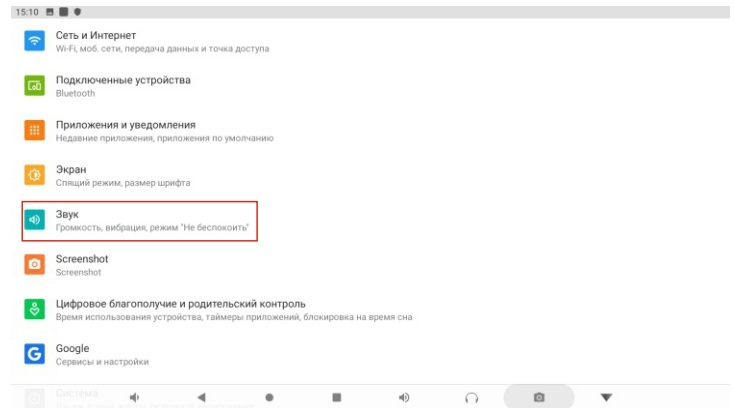 15:10
Сеть и Интернет
Wi-Fi, моб. сети, передача данных и точка доступа
Подключенные устройства
Bluetooth
Приложения и уведомления
Недавние приложения, приложения по умолчанию
Экран
Спящий режим, размер шрифта
Звук
Громкость, вибрация, режим "Не беспокоить"
Screenshot
Screenshot
Цифровое благополучие и родительский контроль
Время использования устройства, таймеры приложений, блокировка на время сна
Google
Сервисы и настройки
Система